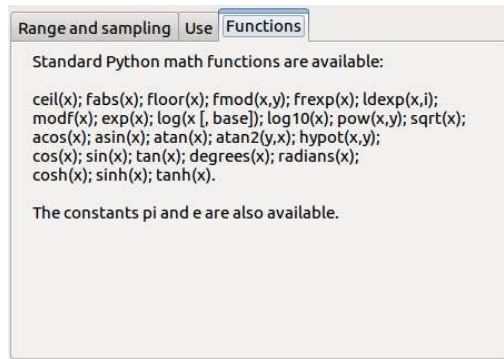 Range and sampling Use Functions
Standard Python math functions are available:
ceil(x); fabs(x); floor(x); fmod(x,y); frexp(x); ldexp(x,i);
modf(x); exp(x); log(x [, base]); log10(x); pow(x,y); sqrt(x);
acos(x); asin(x); atan(x); atan2(y,x); hypot(x,y);
cos(x); sin(x); tan(x); degrees(x); radians(x);
cosh(x); sinh(x); tanh(x).
The constants pi and e are also available.